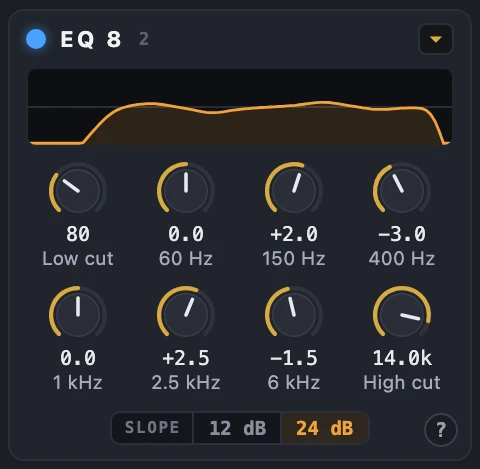 EQ 8 2
80 0.0 +2.0 −3.0
Low cut 60 Hz 150 Hz 400 Hz
0.0 +2.5 −1.5 14.0k
1 kHz 2.5 kHz 6 kHz High cut
SLOPE 12 dB 24 dB ?